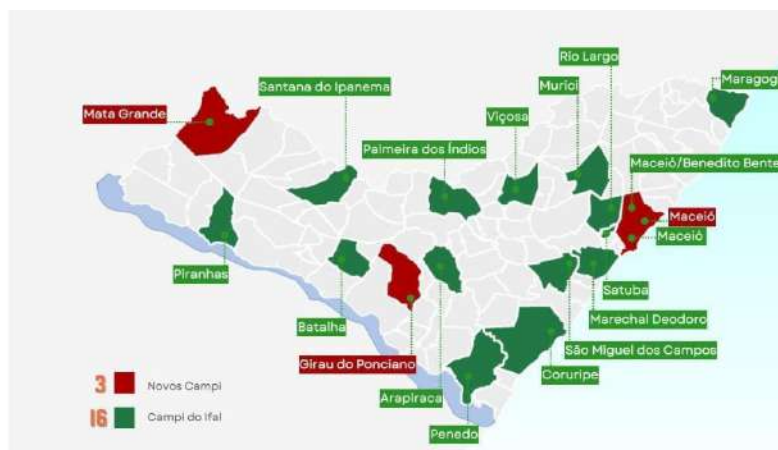 Rio Largo
Maragogi
Santana do Ipanema
Murici
Mata Grande
Viçosa
Palmeira dos Índios
Maceió/Benedito Bente
Maceió
Maceió
Piranhas
Satuba
Batalha
Marechal Deodoro
São Miguel dos Campos
Girau do Ponciano
Coruripe
3 Novos Campi
Arapiraca
16 Campi do Ifal
Penedo